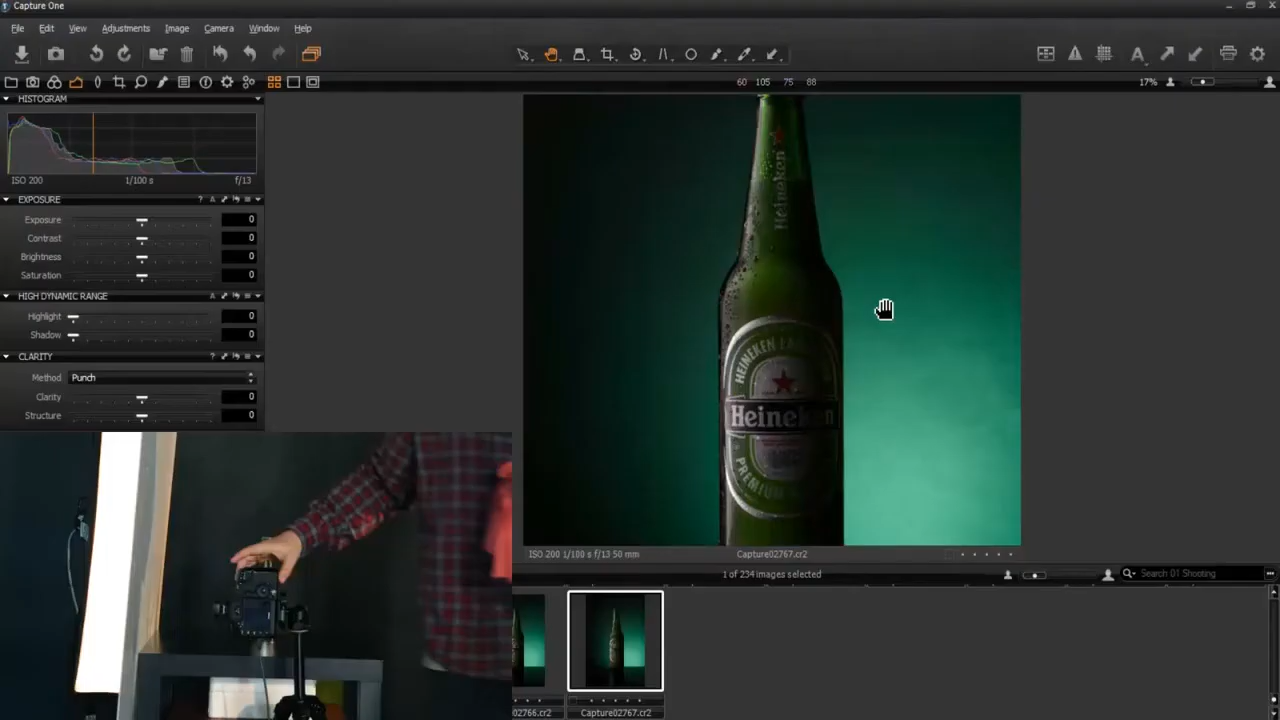 Capture One
File Edit View Adjustments Image Camera Window Help
60 105 75 88
17%
HISTOGRAM
ISO 200 1/100 s f/13
EXPOSURE
Exposure 0
Contrast 0
Brightness 0
Saturation 0
HIGH DYNAMIC RANGE
Highlight 0
Shadow 0
CLARITY
Method Punch
Clarity 0
Structure 0
Heineken
HEINEKEN LA
Heineken
PREMIUM
ISO 200 1/100 s f/13 50 mm
Capture02767.cr2
1 of 234 images selected
Search 01 Shooting
02766.cr2
Capture02767.cr2